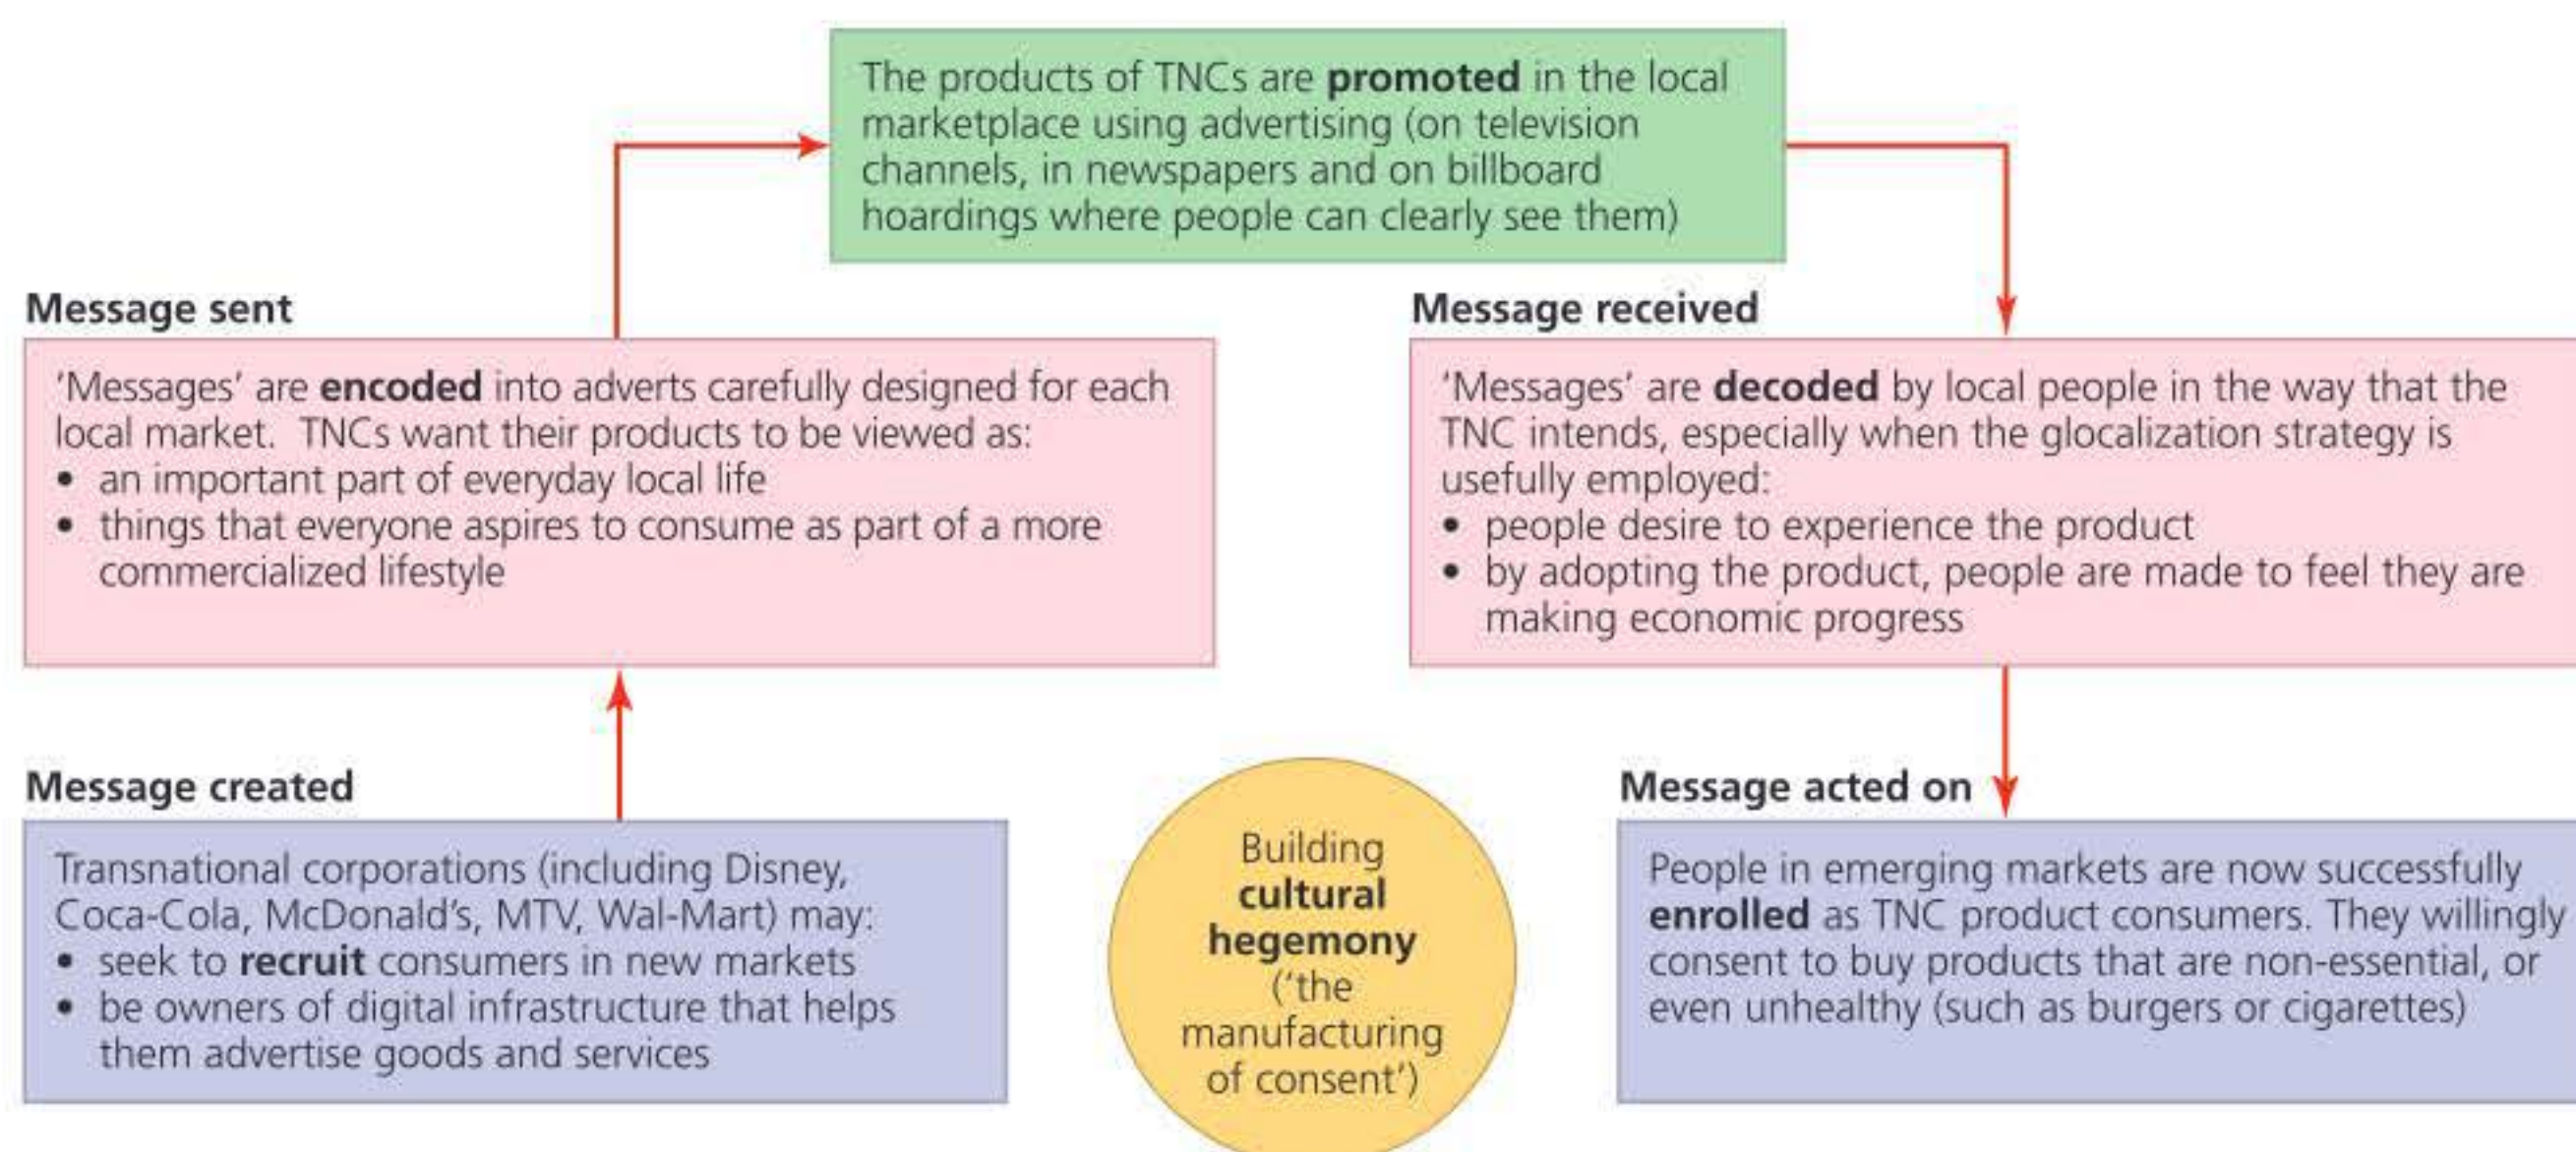 The products of TNCs are promoted in the local
marketplace using advertising (on television
channels, in newspapers and on billboard
hoardings where people can clearly see them)
Message sent
'Messages' are encoded into adverts carefully designed for each
local market. TNCs want their products to be viewed as:
• an important part of everyday local life
• things that everyone aspires to consume as part of a more
commercialized lifestyle
Message received
'Messages' are decoded by local people in the way that the
TNC intends, especially when the glocalization strategy is
usefully employed:
• people desire to experience the product
• by adopting the product, people are made to feel they are
making economic progress
Message created
Transnational corporations (including Disney,
Coca-Cola, McDonald's, MTV, Wal-Mart) may:
• seek to recruit consumers in new markets
• be owners of digital infrastructure that helps
them advertise goods and services
Building
cultural
hegemony
('the
manufacturing
of consent')
Message acted on
People in emerging markets are now successfully
enrolled as TNC product consumers. They willingly
consent to buy products that are non-essential, or
even unhealthy (such as burgers or cigarettes)